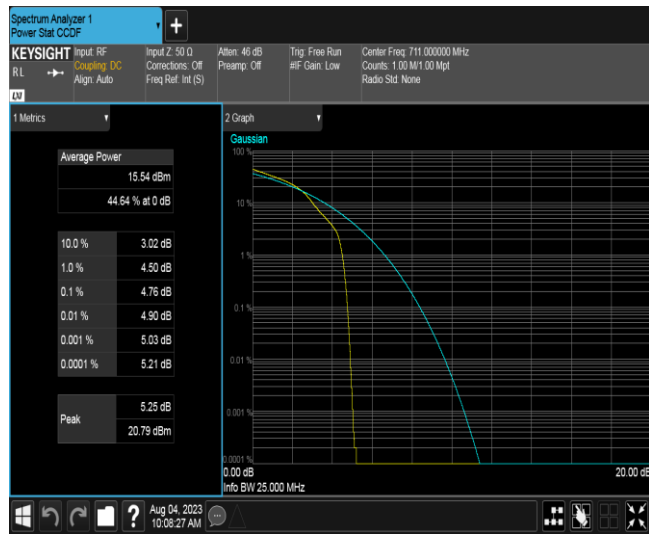 Spectrum Analyzer 1
Power Stat CCDF
+
KEYSIGHT
RL
LXI
Input: RF
Coupling: DC
Align: Auto
Input Z: 50 Ω
Corrections: Off
Freq Ref: Int (S)
Atten: 46 dB
Preamp: Off
Trig: Free Run
#IF Gain: Low
Center Freq: 711.000000 MHz
Counts: 1.00 M/1.00 Mpt
Radio Std: None
1 Metrics
Average Power
15.54 dBm
44.64 % at 0 dB
10.0 % 3.02 dB
1.0 % 4.50 dB
0.1 % 4.76 dB
0.01 % 4.90 dB
0.001 % 5.03 dB
0.0001 % 5.21 dB
Peak
5.25 dB
20.79 dBm
2 Graph
Gaussian
100 %
10 %
1 %
0.1 %
0.01 %
0.001 %
0.0001 %
0.00 dB 20.00 dB
Info BW 25.000 MHz
?
Aug 04, 2023
10:08:27 AM